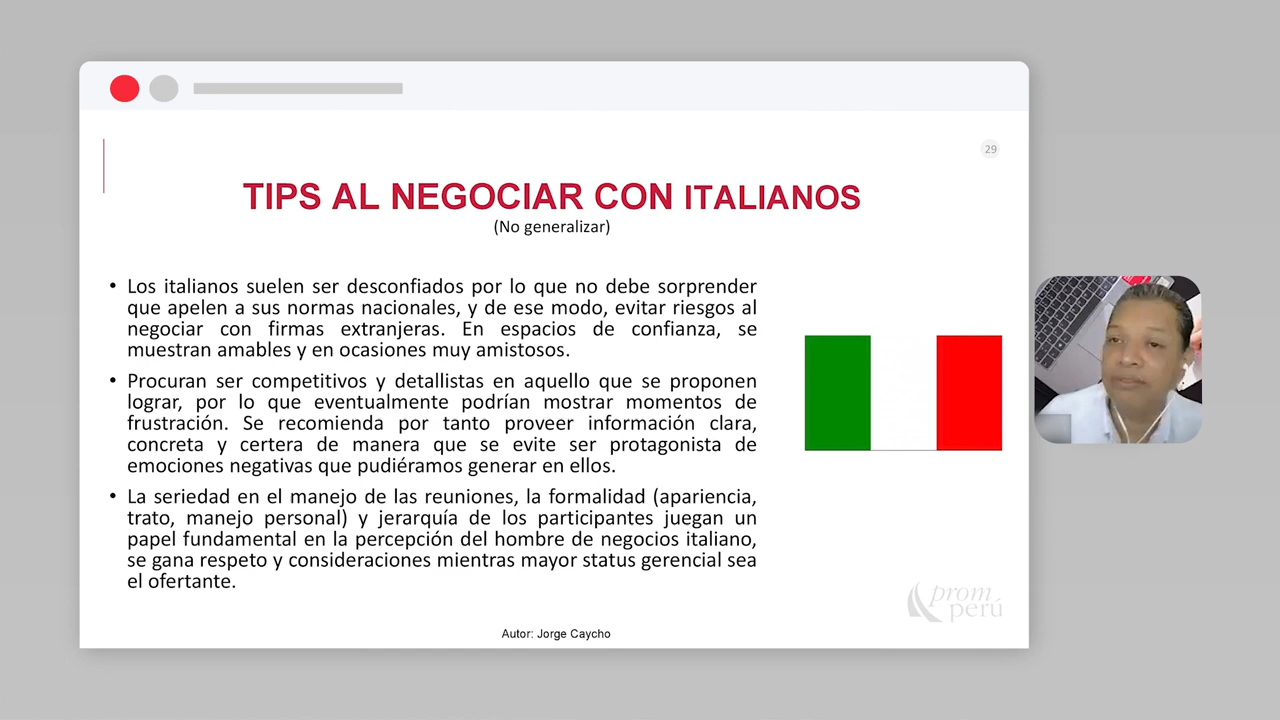 29
TIPS AL NEGOCIAR CON ITALIANOS
(No generalizar)
• Los italianos suelen ser desconfiados por lo que no debe sorprender
que apelen a sus normas nacionales, y de ese modo, evitar riesgos al
negociar con firmas extranjeras. En espacios de confianza, se
muestran amables y en ocasiones muy amistosos.
• Procuran ser competitivos y detallistas en aquello que se proponen
lograr, por lo que eventualmente podrían mostrar momentos de
frustración. Se recomienda por tanto proveer información clara,
concreta y certera de manera que se evite ser protagonista de
emociones negativas que pudiéramos generar en ellos.
• La seriedad en el manejo de las reuniones, la formalidad (apariencia,
trato, manejo personal) y jerarquía de los participantes juegan un
papel fundamental en la percepción del hombre de negocios italiano,
se gana respeto y consideraciones mientras mayor status gerencial sea
el ofertante.
prom
perú
Autor: Jorge Caycho